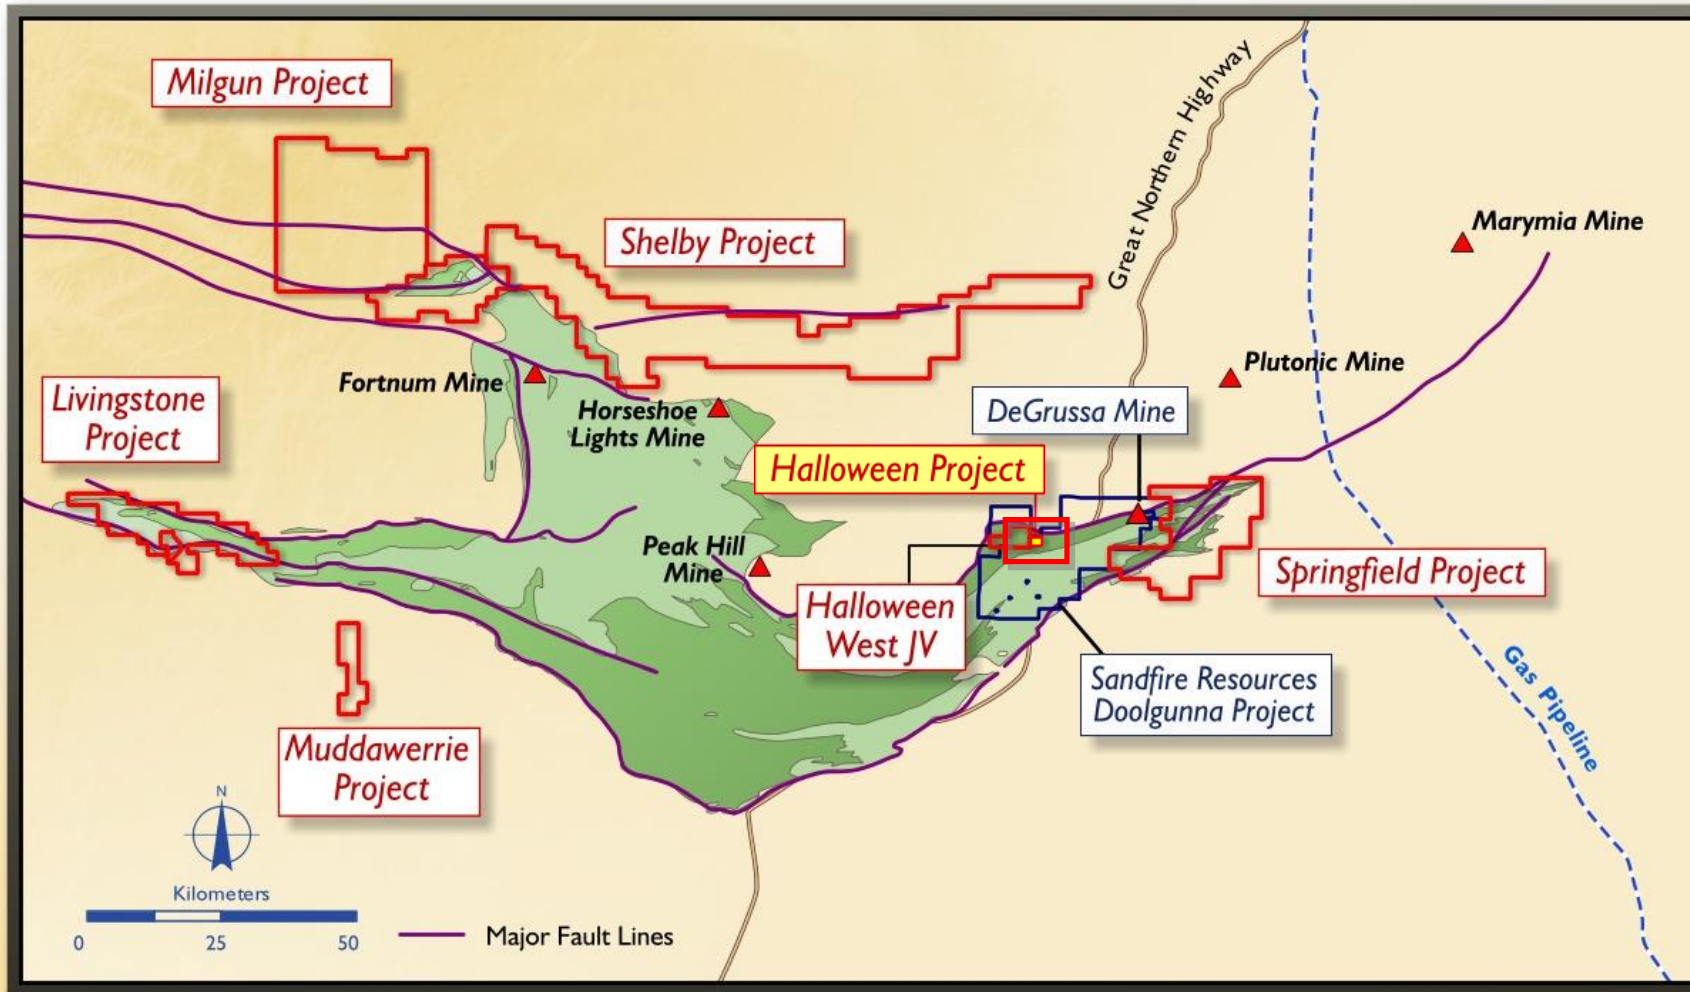 Milgun Project
Great Northern Highway
Marymia Mine
Shelby Project
Plutonic Mine
Fortnum Mine
Livingstone
Project
Horseshoe
Lights Mine
DeGrussa Mine
Halloween Project
Peak Hill
Mine
Springfield Project
Halloween
West JV
Sandfire Resources
Doolgunna Project
Gas Pipeline
Muddawerrie
Project
N
Kilometers
0 25 50
Major Fault Lines